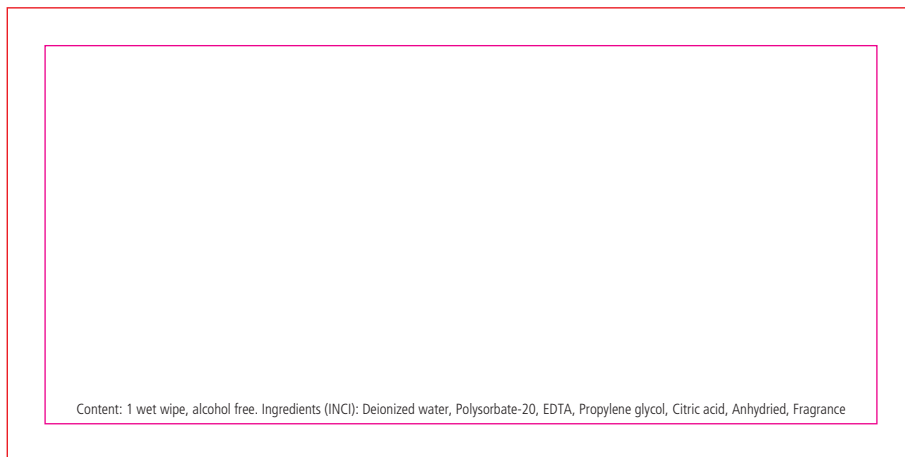 Content: 1 wet wipe, alcohol free. Ingredients (INCI): Deionized water, Polysorbate-20, EDTA, Propylene glycol, Citric acid, Anhydried, Fragrance